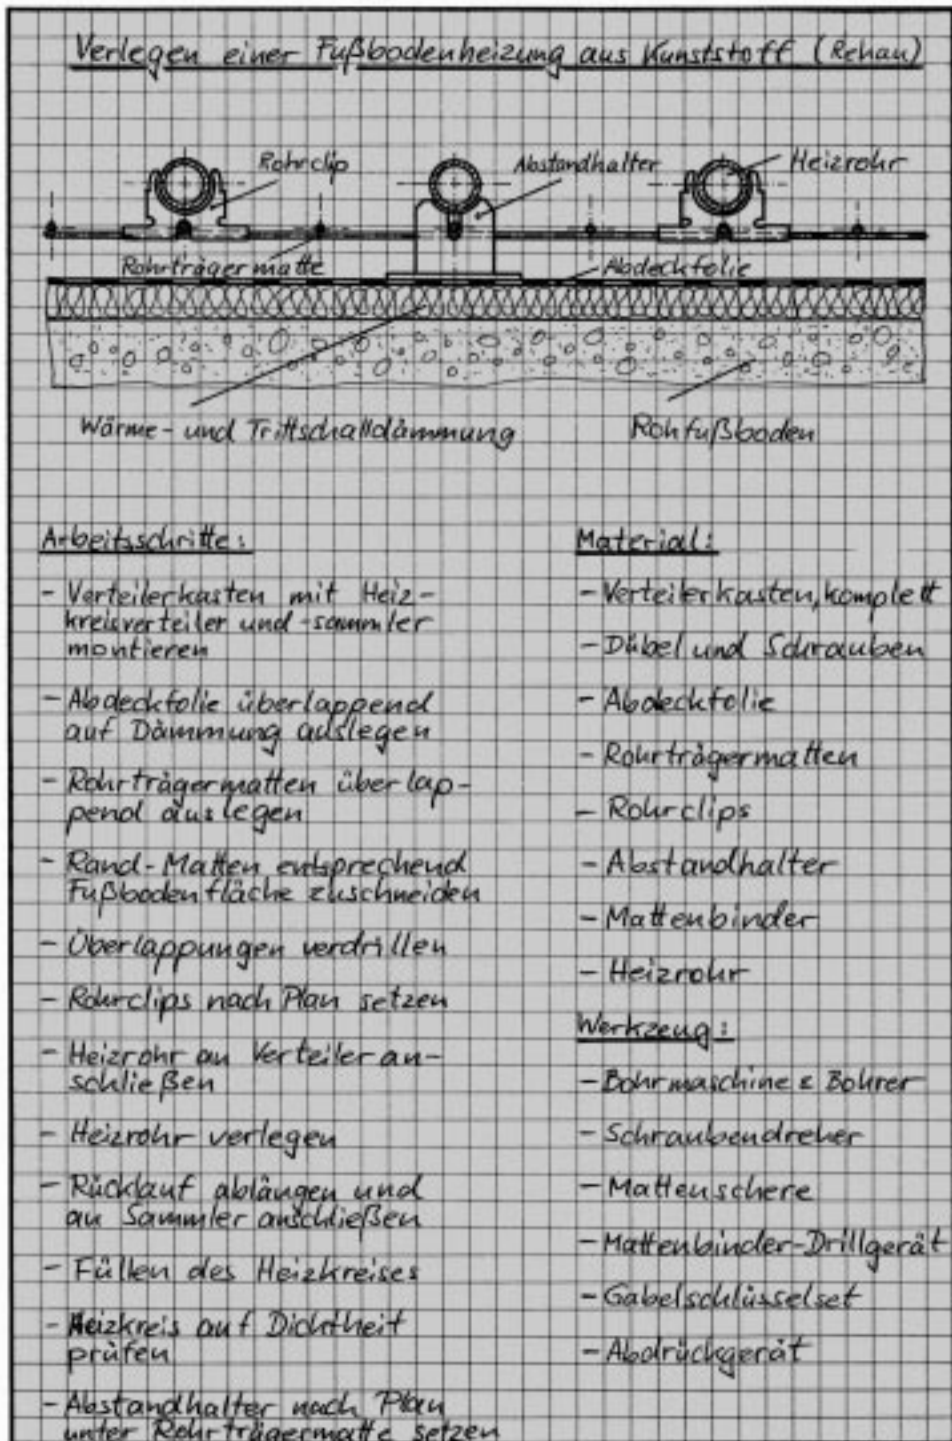 Verlegen einer Fußbodenheizung aus Kunststoff (Rehau)
Rohrclip
Abstandhalter
Heizrohr
Rohrträgermatte
Abdeckfolie
Wärme- und Trittschalldämmung
Rohfußboden
Arbeitsschritte:
- Verteilerkasten mit Heiz-
kreisverteiler und -sammler
montieren
- Abdeckfolie überlappend
auf Dämmung auslegen
- Rohrträgermatten überlap-
pend auslegen
- Rand-Matten entsprechend
Fußbodenfläche zuschneiden
- Überlappungen verdrillen
- Rohrclips nach Plan setzen
- Heizrohr an Verteiler an-
schließen
- Heizrohr verlegen
- Rücklauf ablängen und
an Sammler anschließen
- Füllen des Heizkreises
- Heizkreis auf Dichtheit
prüfen
- Abstandhalter nach Plan
unter Rohrträgermatte setzen
Material:
- Verteilerkasten, komplett
- Dübel und Schrauben
- Abdeckfolie
- Rohrträgermatten
- Rohrclips
- Abstandhalter
- Mattenbinder
- Heizrohr
Werkzeug:
- Bohrmaschine & Bohrer
- Schraubendreher
- Mattenschere
- Mattenbinder-Drillgerät
- Gabelschlüsselset
- Abdrückgerät